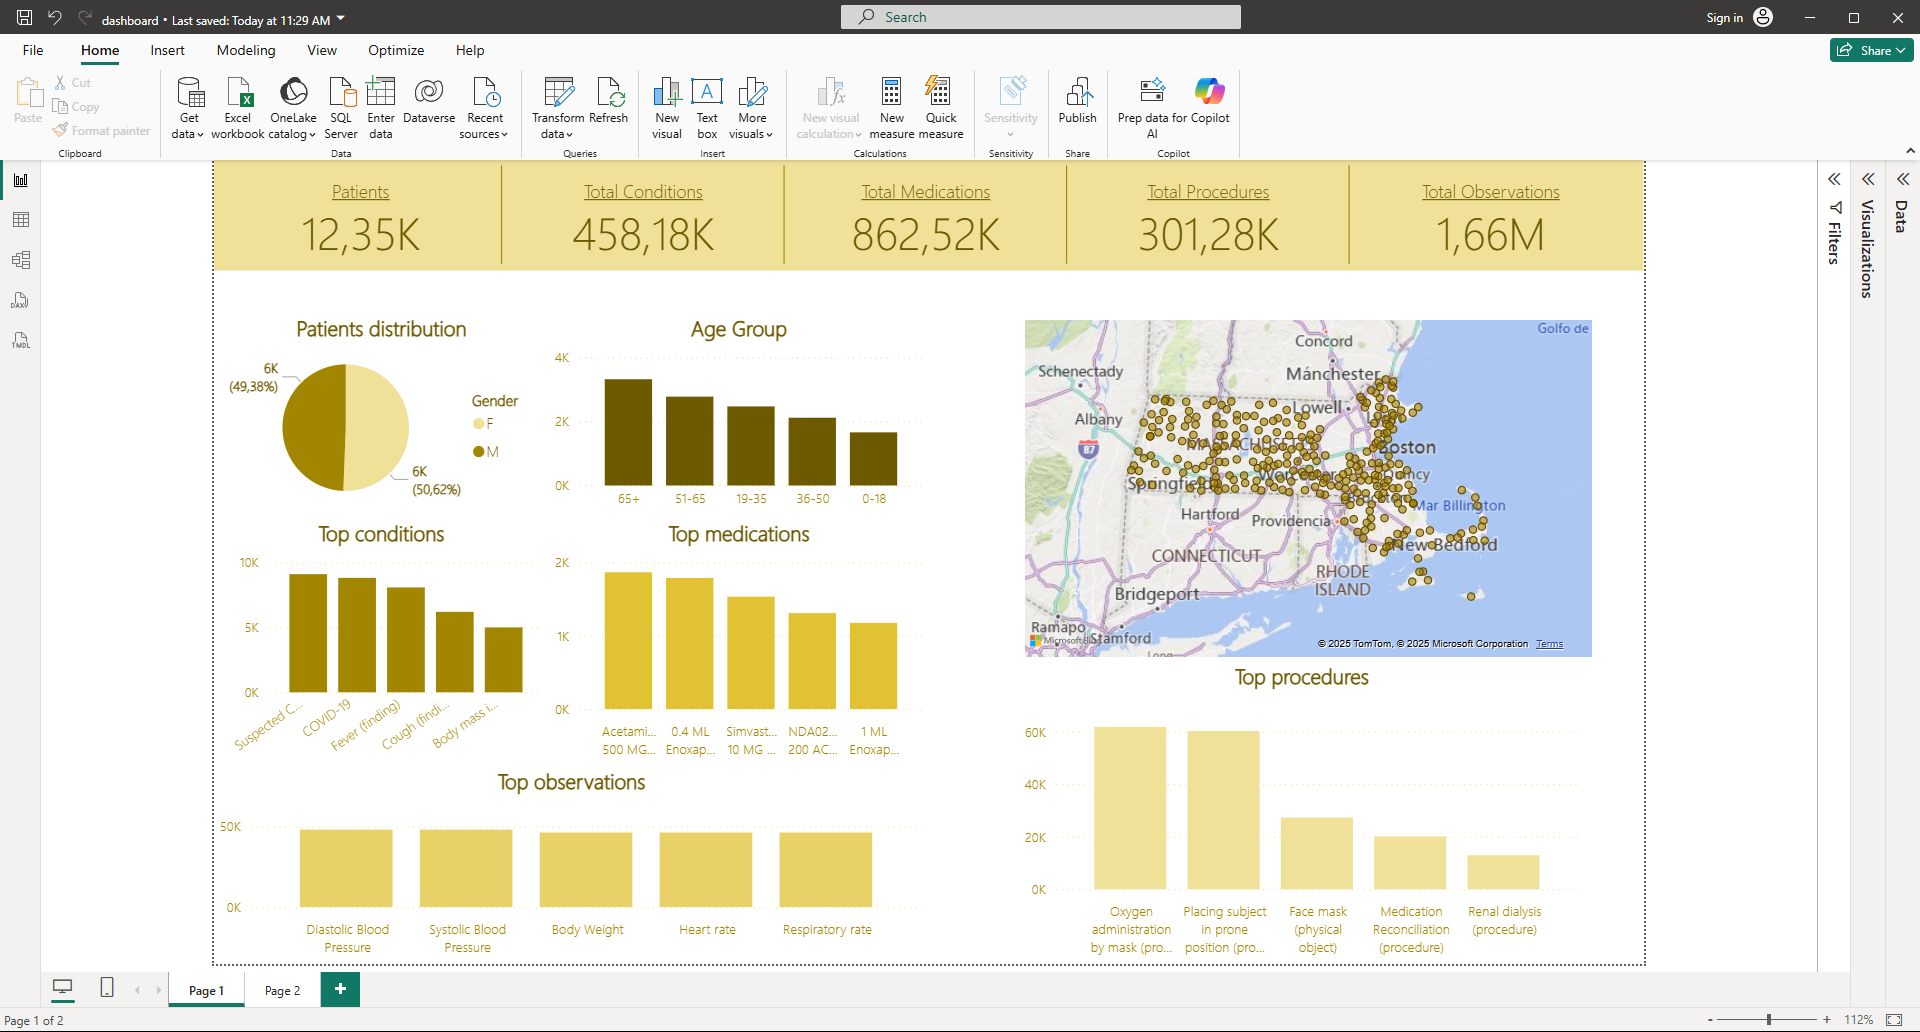 dashboard • Last saved: Today at 11:29 AM
Search
Sign in
File Home Insert Modeling View Optimize Help
Share
Paste
Cut
Copy
Format painter
Clipboard
Get data
Excel workbook
OneLake catalog
SQL Server
Enter data
Dataverse
Recent sources
Data
Transform data
Refresh
Queries
New visual
Text box
More visuals
Insert
New visual calculation
New measure
Quick measure
Calculations
Sensitivity
Sensitivity
Publish
Share
Prep data for AI
Copilot
Copilot
DAX
TMDL
Patients
12,35K
Total Conditions
458,18K
Total Medications
862,52K
Total Procedures
301,28K
Total Observations
1,66M
Filters
Visualizations
Data
Patients distribution
6K
(49,38%)
6K
(50,62%)
Gender
F
M
Age Group
4K
2K
0K
65+ 51-65 19-35 36-50 0-18
Golfo de
Concord
Schenectady
Mánchester
Lowell
Albany
MASSACHUSETTS
Boston
87
Worcester
Quincy
Springfield
Mar Billington
Hartford
Providencia
New Bedford
CONNECTICUT
RHODE
ISLAND
Bridgeport
Ramapo
Stamford
Microsoft Bing
© 2025 TomTom, © 2025 Microsoft Corporation Terms
Top conditions
10K
5K
0K
Suspected C...
COVID-19
Fever (finding)
Cough (findi...
Body mass i...
Top medications
2K
1K
0K
Acetami...
500 MG...
0.4 ML
Enoxap...
Simvast...
10 MG ...
NDA02...
200 AC...
1 ML
Enoxap...
Top procedures
60K
40K
20K
0K
Oxygen
administration
by mask (pro...
Placing subject
in prone
position (pro...
Face mask
(physical
object)
Medication
Reconciliation
(procedure)
Renal dialysis
(procedure)
Top observations
50K
0K
Diastolic Blood
Pressure
Systolic Blood
Pressure
Body Weight
Heart rate
Respiratory rate
Page 1
Page 2
+
Page 1 of 2
- + 112%